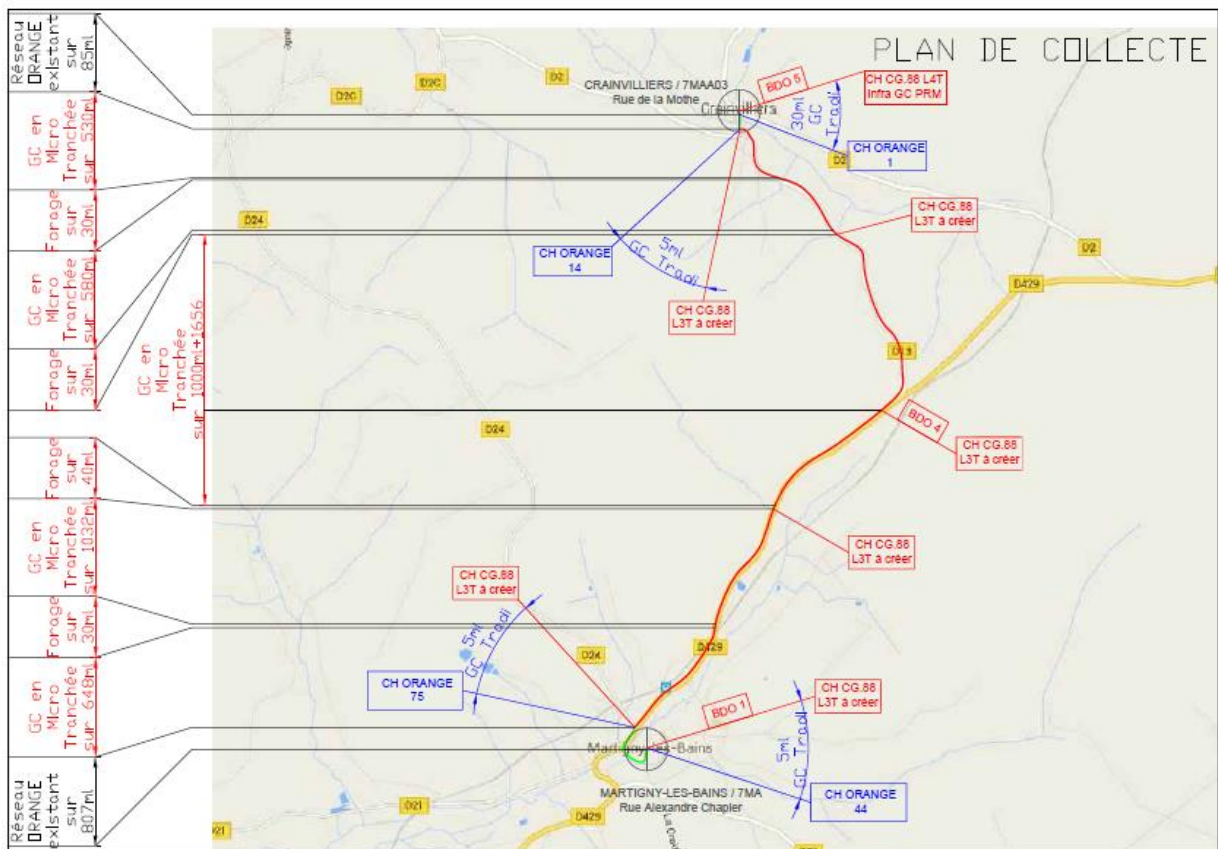 PLAN DE COLLECTE
Réseau
ORANGE
existant
sur
85ml
GC en
Micro
Tranchée
sur 530ml
Forage
sur
30ml
GC en
Micro
Tranchée
sur 580ml
Forage
sur
30ml
GC en
Micro
Tranchée
sur 1000ml+1656
Forage
sur
40ml
GC en
Micro
Tranchée
sur 1032ml
Forage
sur
30ml
GC en
Micro
Tranchée
sur 648ml
Réseau
ORANGE
existant
sur
807ml
CRAINVILLIERS / 7MAA03
Rue de la Mothe
Crainvilliers
BDO 5
CH CG.88 L4T
Infra GC PRM
30ml
GC
Tradi
CH ORANGE
1
D2C
D2C
D2
D2
D24
CH CG.88
L3T à créer
D2
CH ORANGE
14
5ml
GC Tradi
CH CG.88
L3T à créer
D429
D13
BDO 4
D24
CH CG.88
L3T à créer
CH CG.88
L3T à créer
CH CG.88
L3T à créer
5ml
GC Tradi
D24
D429
CH ORANGE
75
CH CG.88
L3T à créer
BDO 1
5ml
GC Tradi
Martigny-les-Bains
MARTIGNY-LES-BAINS / 7MA
Rue Alexandre Chapier
CH ORANGE
44
D21
D429
D21